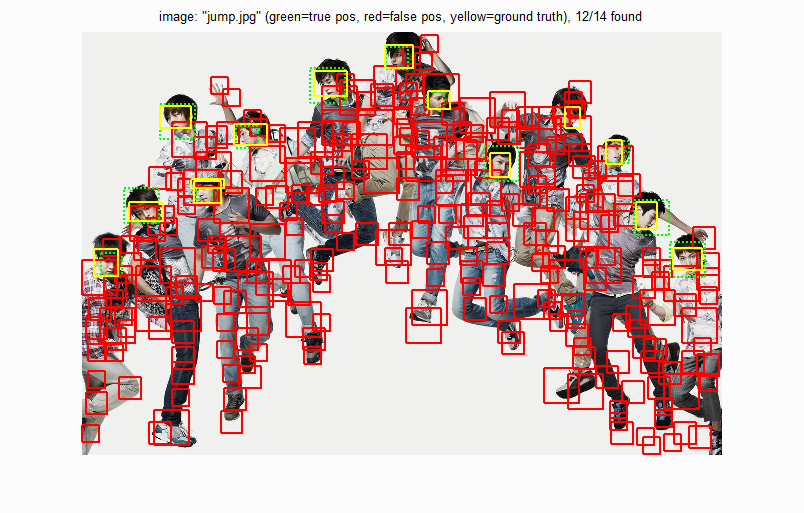 image: "jump.jpg" (green=true pos, red=false pos, yellow=ground truth), 12/14 found